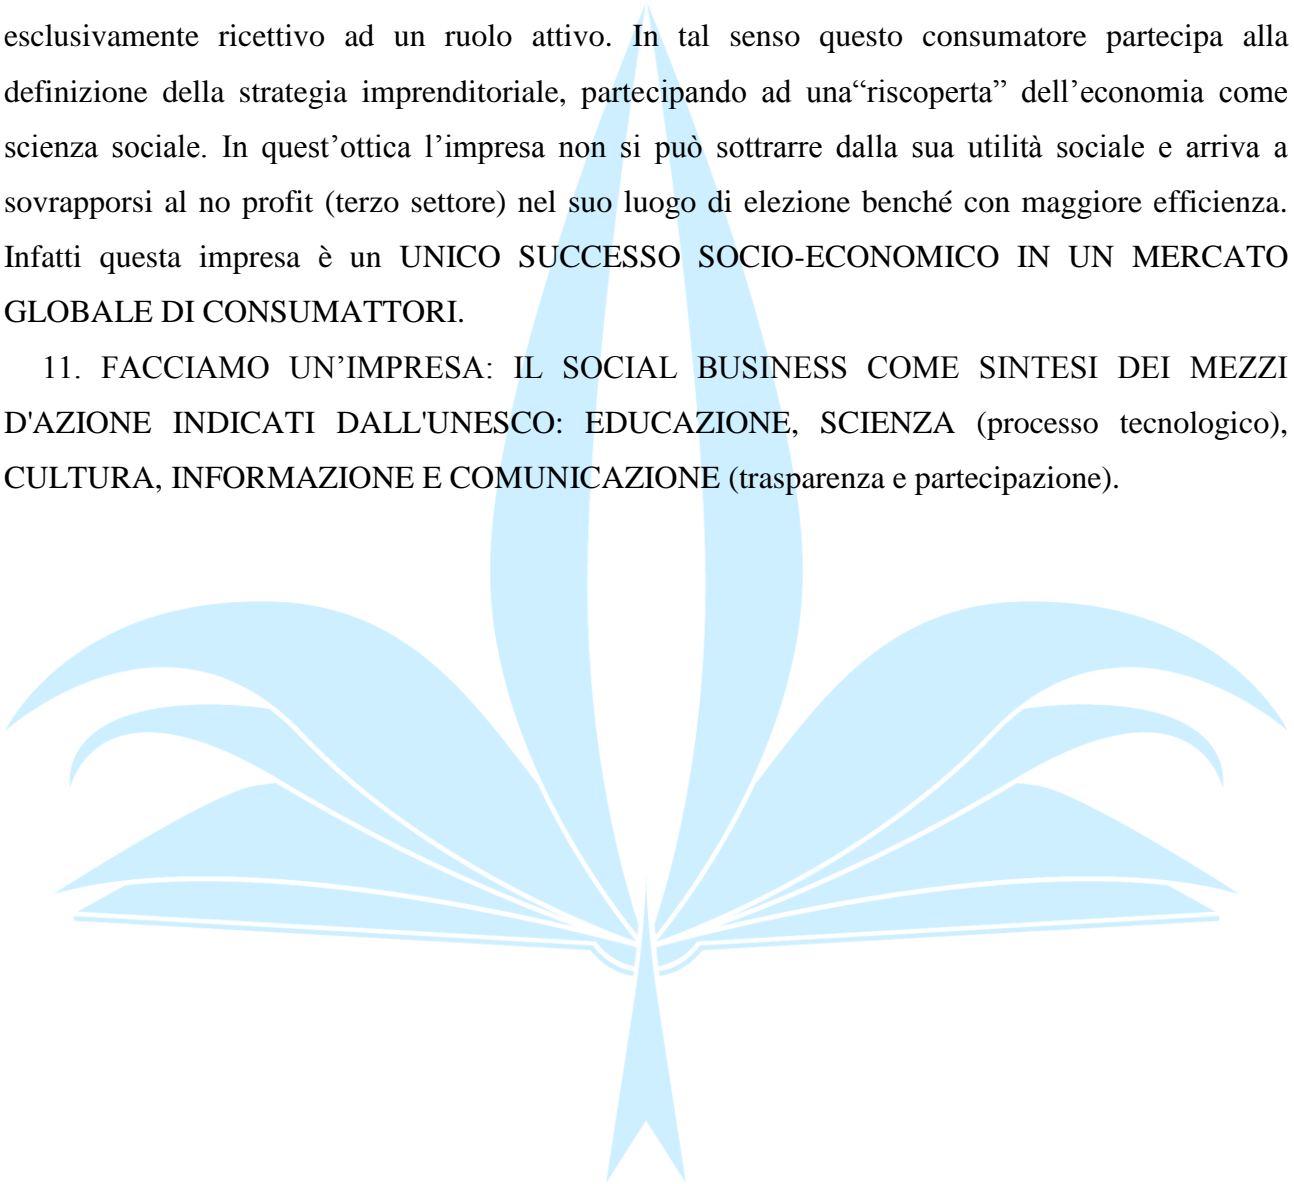 esclusivamente ricettivo ad un ruolo attivo. In tal senso questo consumatore partecipa alla
definizione della strategia imprenditoriale, partecipando ad una“riscoperta” dell’economia come
scienza sociale. In quest’ottica l’impresa non si può sottrarre dalla sua utilità sociale e arriva a
sovrapporsi al no profit (terzo settore) nel suo luogo di elezione benché con maggiore efficienza.
Infatti questa impresa è un UNICO SUCCESSO SOCIO-ECONOMICO IN UN MERCATO
GLOBALE DI CONSUMATTORI.
11. FACCIAMO UN’IMPRESA: IL SOCIAL BUSINESS COME SINTESI DEI MEZZI
D'AZIONE INDICATI DALL'UNESCO: EDUCAZIONE, SCIENZA (processo tecnologico),
CULTURA, INFORMAZIONE E COMUNICAZIONE (trasparenza e partecipazione).